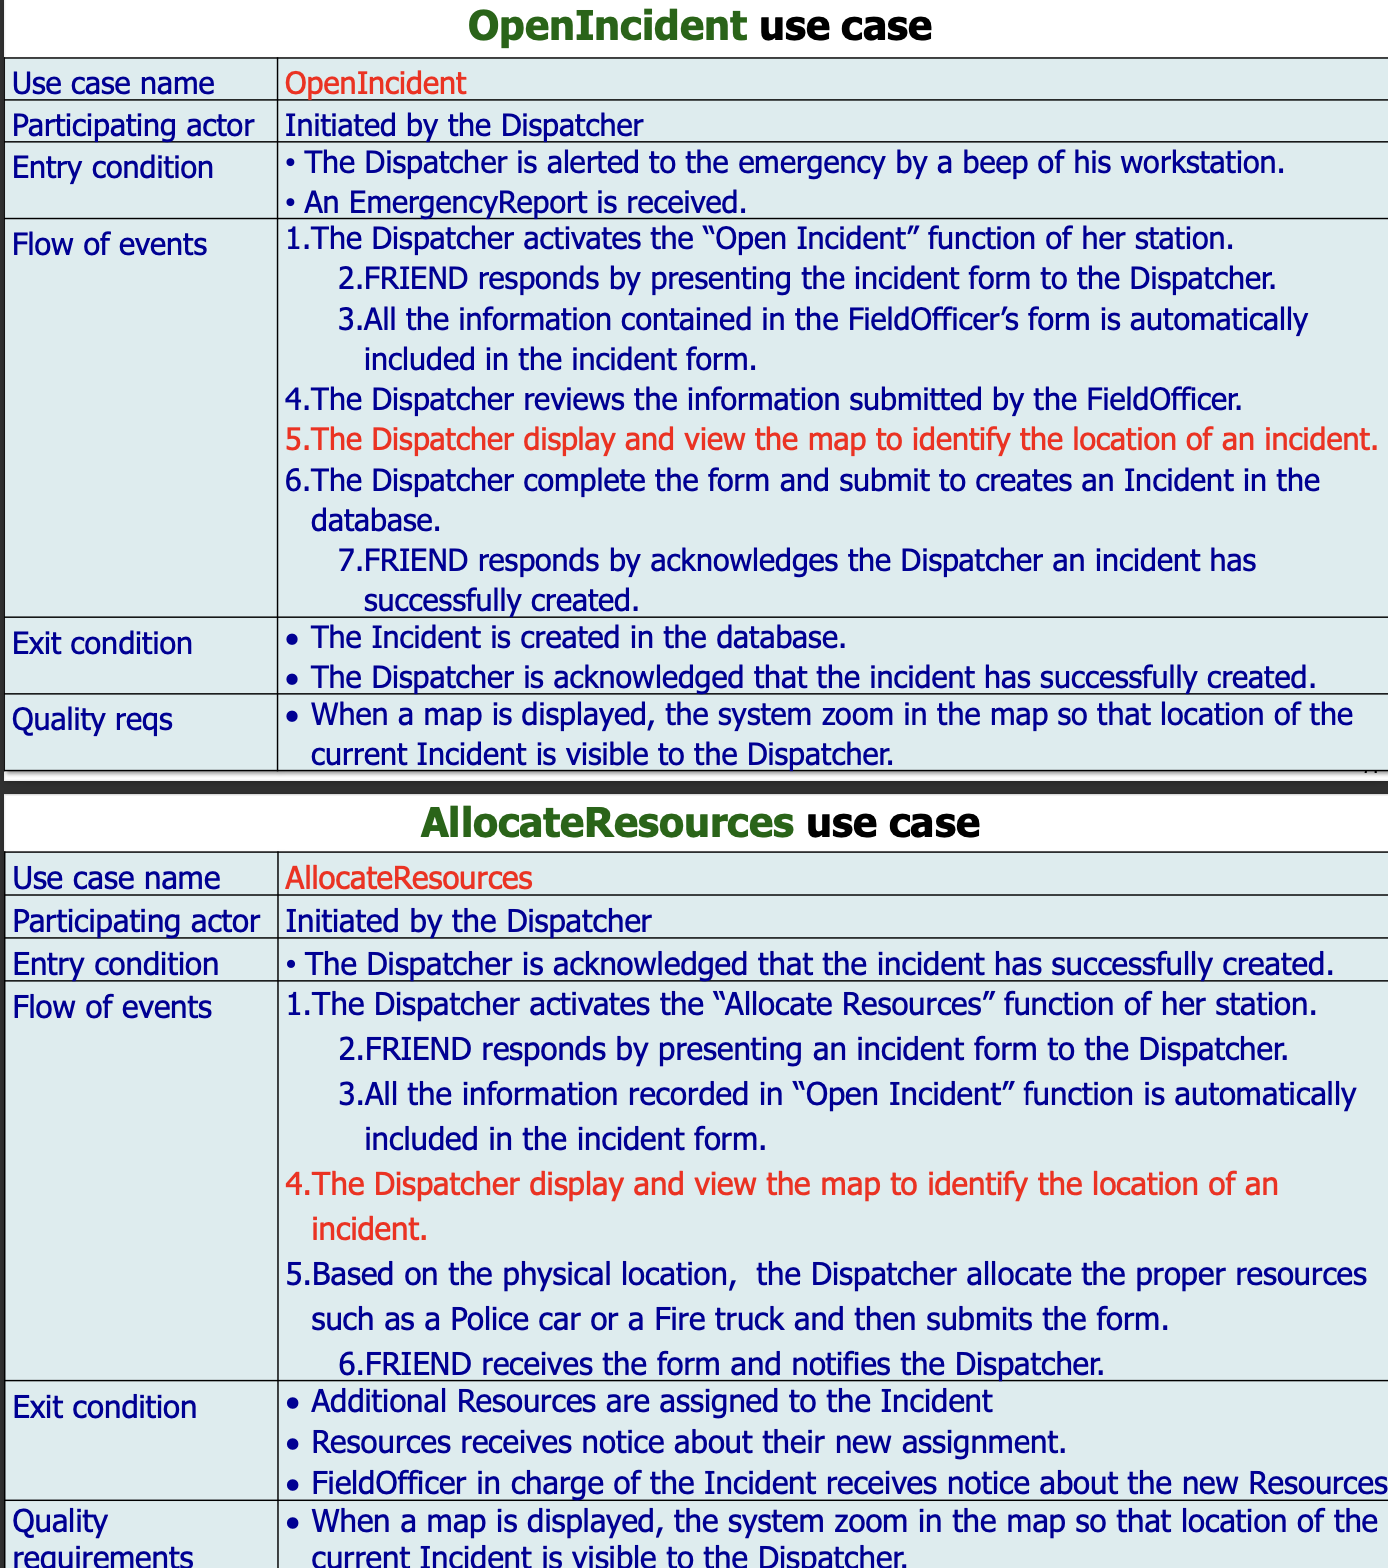 OpenIncident use case
Use case name OpenIncident
Participating actor Initiated by the Dispatcher
Entry condition • The Dispatcher is alerted to the emergency by a beep of his workstation.
• An EmergencyReport is received.
Flow of events 1.The Dispatcher activates the “Open Incident” function of her station.
2.FRIEND responds by presenting the incident form to the Dispatcher.
3.All the information contained in the FieldOfficer’s form is automatically
included in the incident form.
4.The Dispatcher reviews the information submitted by the FieldOfficer.
5.The Dispatcher display and view the map to identify the location of an incident.
6.The Dispatcher complete the form and submit to creates an Incident in the
database.
7.FRIEND responds by acknowledges the Dispatcher an incident has
successfully created.
Exit condition • The Incident is created in the database.
• The Dispatcher is acknowledged that the incident has successfully created.
Quality reqs • When a map is displayed, the system zoom in the map so that location of the
current Incident is visible to the Dispatcher.
AllocateResources use case
Use case name AllocateResources
Participating actor Initiated by the Dispatcher
Entry condition • The Dispatcher is acknowledged that the incident has successfully created.
Flow of events 1.The Dispatcher activates the “Allocate Resources” function of her station.
2.FRIEND responds by presenting an incident form to the Dispatcher.
3.All the information recorded in “Open Incident” function is automatically
included in the incident form.
4.The Dispatcher display and view the map to identify the location of an
incident.
5.Based on the physical location, the Dispatcher allocate the proper resources
such as a Police car or a Fire truck and then submits the form.
6.FRIEND receives the form and notifies the Dispatcher.
Exit condition • Additional Resources are assigned to the Incident
• Resources receives notice about their new assignment.
• FieldOfficer in charge of the Incident receives notice about the new Resources
Quality • When a map is displayed, the system zoom in the map so that location of the
requirements current Incident is visible to the Dispatcher.